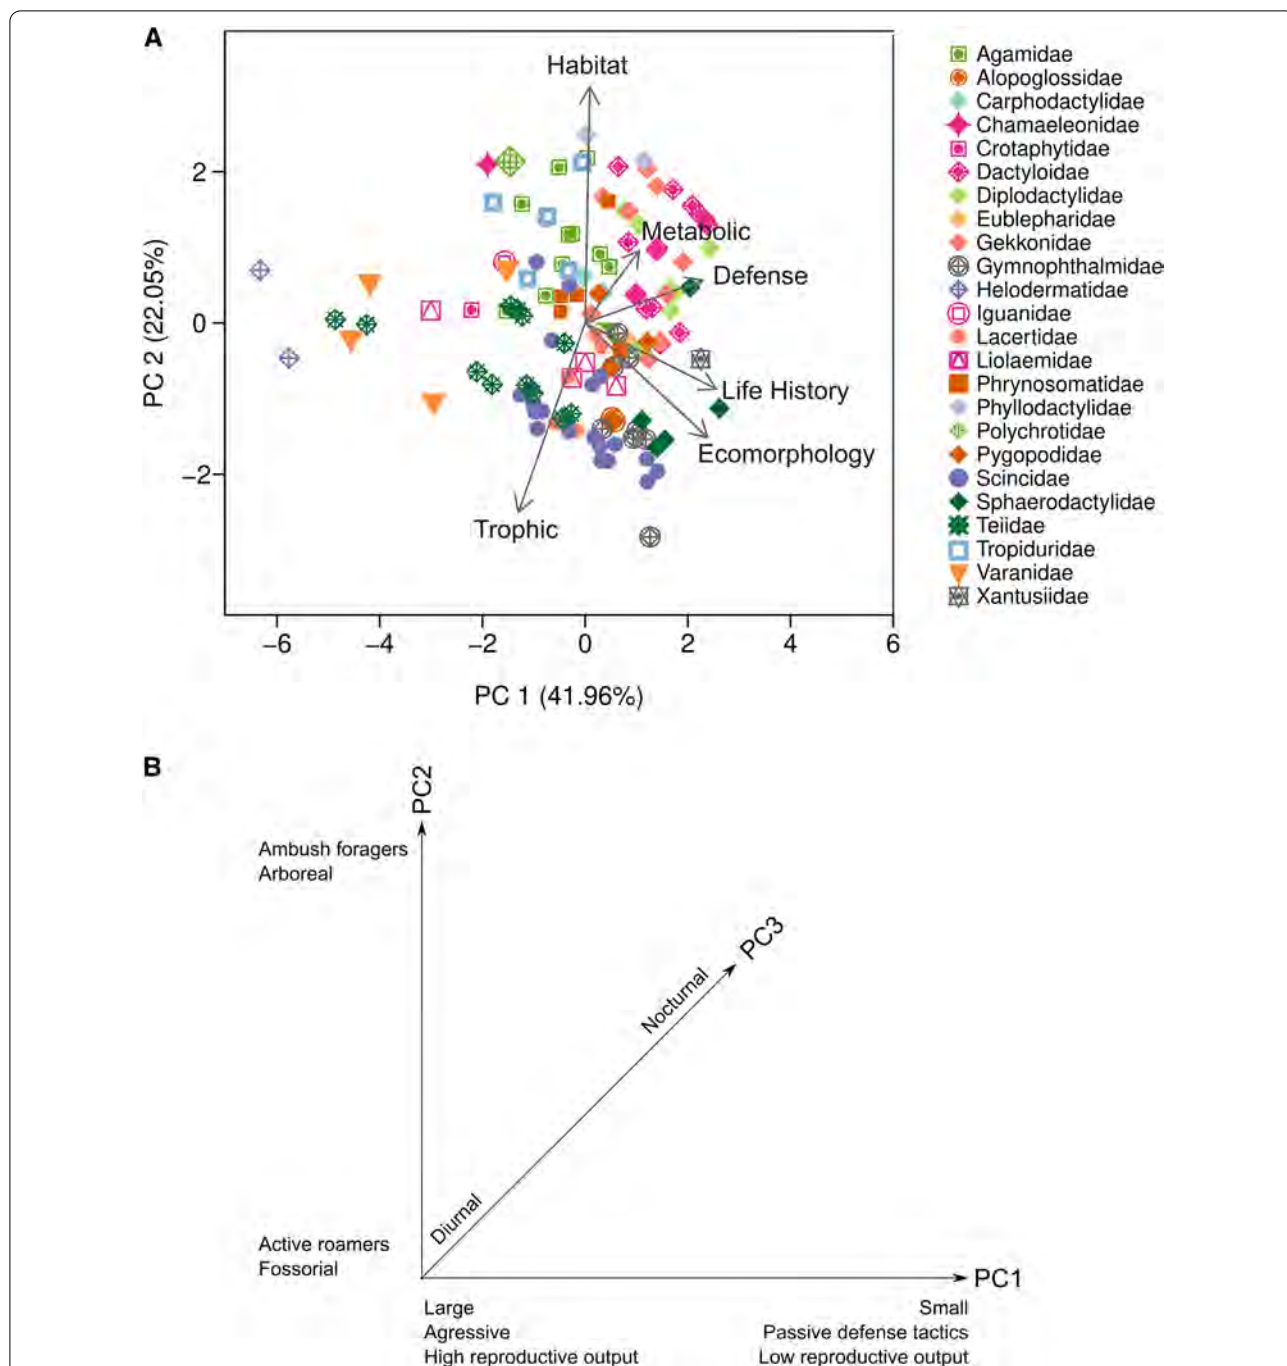 A
Habitat
Metabolic
Defense
Life History
Ecomorphology
Trophic
PC 2 (22.05%)
2
0
−2
−6
−4
−2
0
2
4
6
PC 1 (41.96%)
Agamidae
Alopoglossidae
Carphodactylidae
Chamaeleonidae
Crotaphytidae
Dactyloidae
Diplodactylidae
Eublepharidae
Gekkonidae
Gymnophthalmidae
Helodermatidae
Iguanidae
Lacertidae
Liolaemidae
Phrynosomatidae
Phyllodactylidae
Polychrotidae
Pygopodidae
Scincidae
Sphaerodactylidae
Teiidae
Tropiduridae
Varanidae
Xantusiidae
B
PC2
Ambush foragers
Arboreal
PC3
Nocturnal
Diurnal
Active roamers
Fossorial
PC1
Large
Agressive
High reproductive output
Small
Passive defense tactics
Low reproductive output